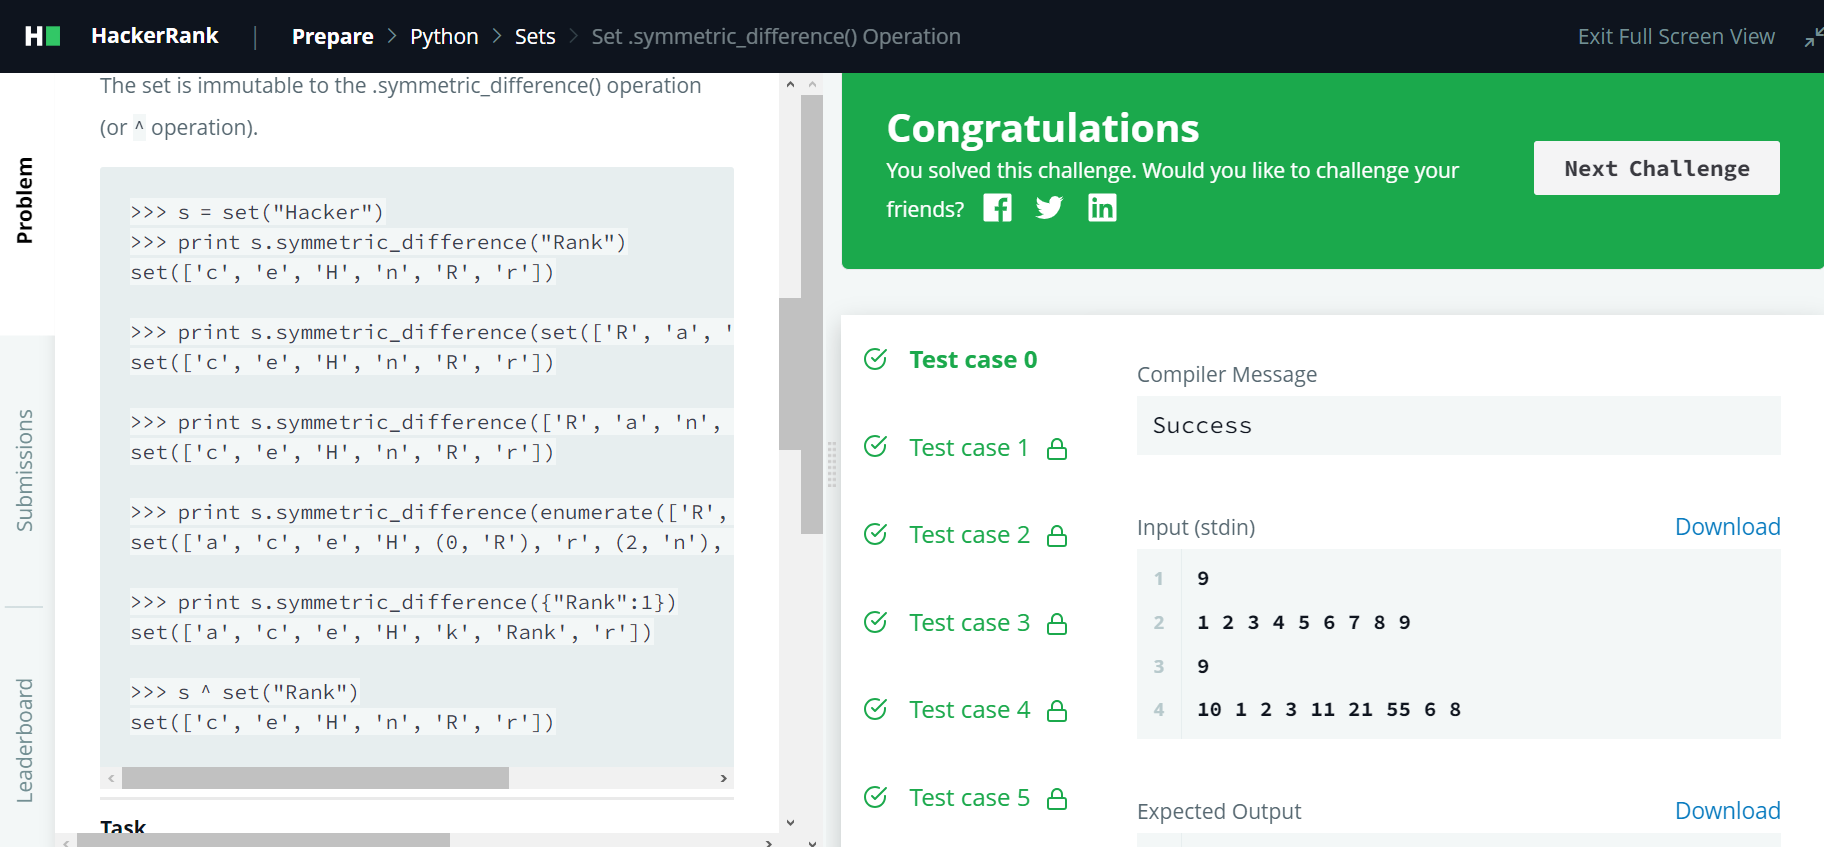 HackerRank | Prepare > Python > Sets > Set .symmetric_difference() Operation
Exit Full Screen View
Problem
Submissions
Leaderboard
The set is immutable to the .symmetric_difference() operation
(or ^ operation).
>>> s = set("Hacker")
>>> print s.symmetric_difference("Rank")
set(['c', 'e', 'H', 'n', 'R', 'r'])
>>> print s.symmetric_difference(set(['R', 'a', '
set(['c', 'e', 'H', 'n', 'R', 'r'])
>>> print s.symmetric_difference(['R', 'a', 'n',
set(['c', 'e', 'H', 'n', 'R', 'r'])
>>> print s.symmetric_difference(enumerate(['R',
set(['a', 'c', 'e', 'H', (0, 'R'), 'r', (2, 'n'),
>>> print s.symmetric_difference({"Rank":1})
set(['a', 'c', 'e', 'H', 'k', 'Rank', 'r'])
>>> s ^ set("Rank")
set(['c', 'e', 'H', 'n', 'R', 'r'])
Task
Congratulations
You solved this challenge. Would you like to challenge your
friends?
Next Challenge
Test case 0
Test case 1
Test case 2
Test case 3
Test case 4
Test case 5
Compiler Message
Success
Input (stdin)
Download
1 9
2 1 2 3 4 5 6 7 8 9
3 9
4 10 1 2 3 11 21 55 6 8
Expected Output
Download